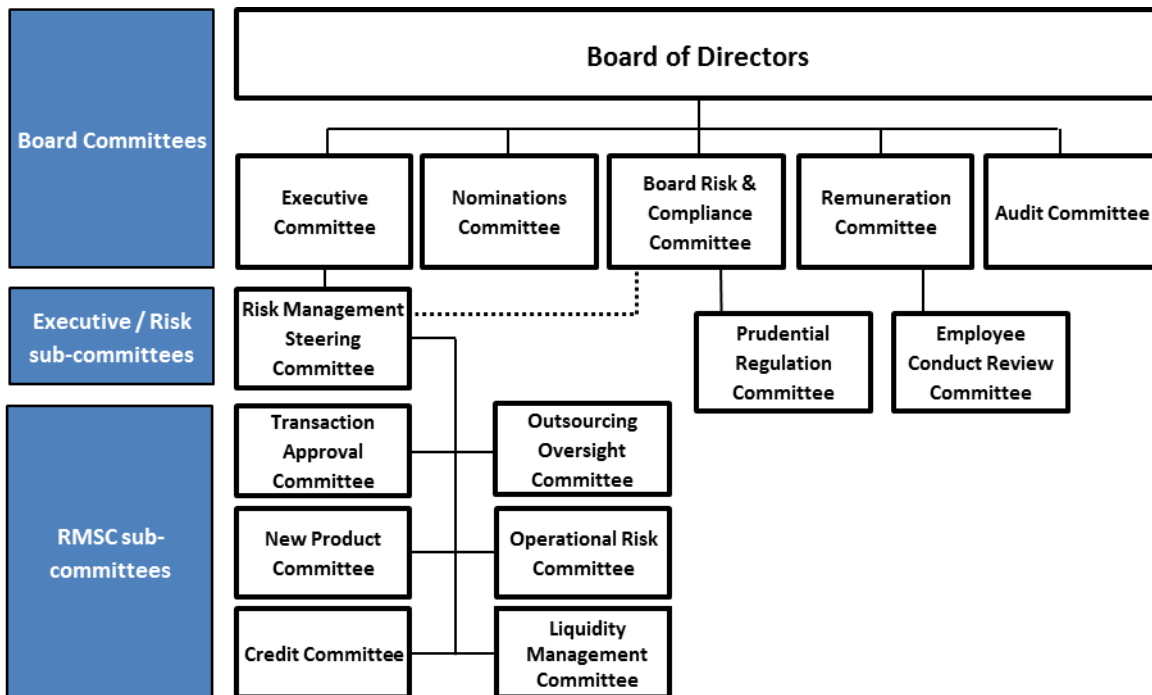 Board Committees
Board of Directors
Executive
Committee
Nominations
Committee
Board Risk &
Compliance
Committee
Remuneration
Committee
Audit Committee
Executive / Risk
sub-committees
Risk Management
Steering
Committee
Prudential
Regulation
Committee
Employee
Conduct Review
Committee
RMSC sub-
committees
Transaction
Approval
Committee
Outsourcing
Oversight
Committee
New Product
Committee
Operational Risk
Committee
Credit Committee
Liquidity
Management
Committee